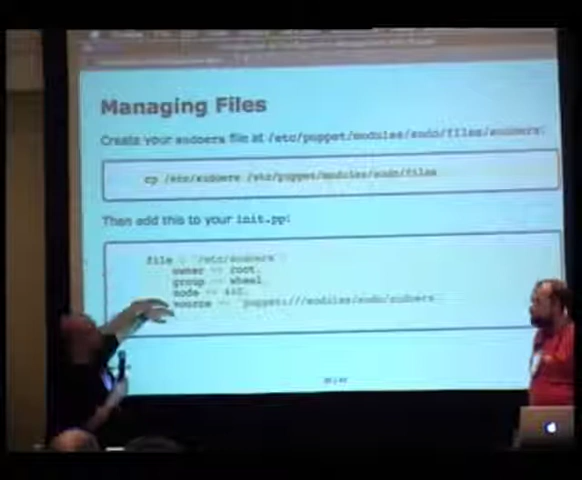 Managing Files
Create your sudoers file at /etc/puppet/modules/sudo/files/sudoers:
cp /etc/sudoers /etc/puppet/modules/sudo/files
Then add this to your init.pp:
file /etc/sudoers
owner root,
group wheel,
mode 440,
source puppet:///modules/sudo/sudoers